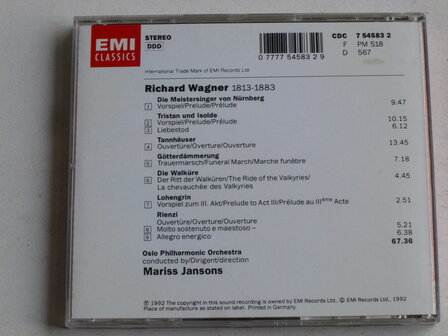 EMI
CLASSICS
STEREO
DDD
CDC 7 54583 2
F PM 518
D 567
0 7777 54583 2 9
International Trade Mark of EMI Records Ltd.
Richard Wagner 1813-1883
Die Meistersinger von Nürnberg
1 Vorspiel/Prelude/Prélude 9.47
Tristan und Isolde
2 Vorspiel/Prelude/Prélude 10.15
3 Liebestod 6.12
Tannhäuser
4 Ouvertüre/Overture/Ouverture 13.45
Götterdämmerung
5 Trauermarsch/Funeral March/Marche funèbre 7.18
Die Walküre
6 Der Ritt der Walküren/The Ride of the Valkyries/ 4.45
La chevauchée des Valkyries
Lohengrin
7 Vorspiel zum III. Akt/Prelude to Act III/Prélude au IIIème Acte 2.51
Rienzi
Ouvertüre/Overture/Ouverture
8 Molto sostenuto e maestoso – 5.21
9 Allegro energico 6.38
67.36
Oslo Philharmonic Orchestra
conducted by/Dirigent/direction
Mariss Jansons
℗ 1992 The copyright in this sound recording is owned by EMI Records Ltd., © EMI Records Ltd., 1992
Place of manufacture as stated on label. Printed in Germany